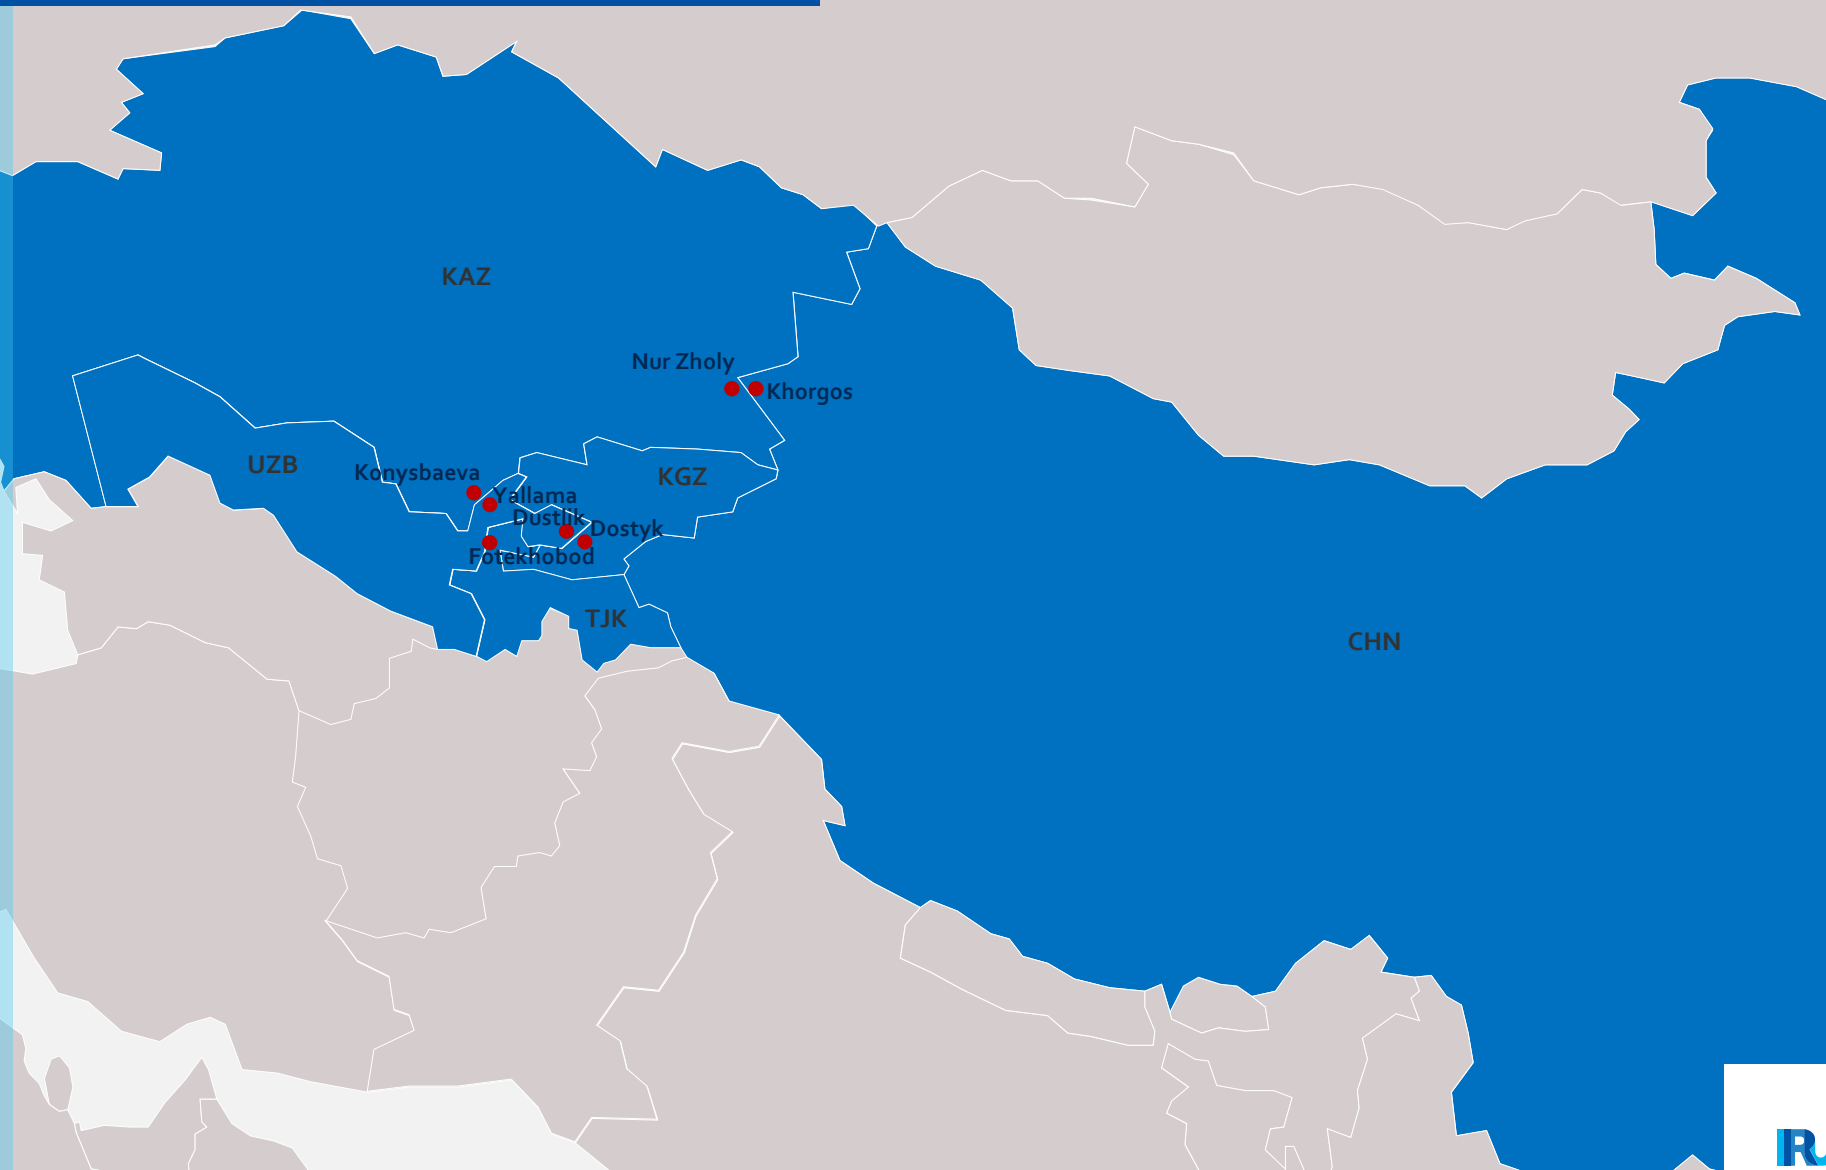 KAZ
Nur Zholy
Khorgos
UZB
Konysbaeva
KGZ
Yallama
Dustlik
Dostyk
Fotekhobod
TJK
CHN
IRU